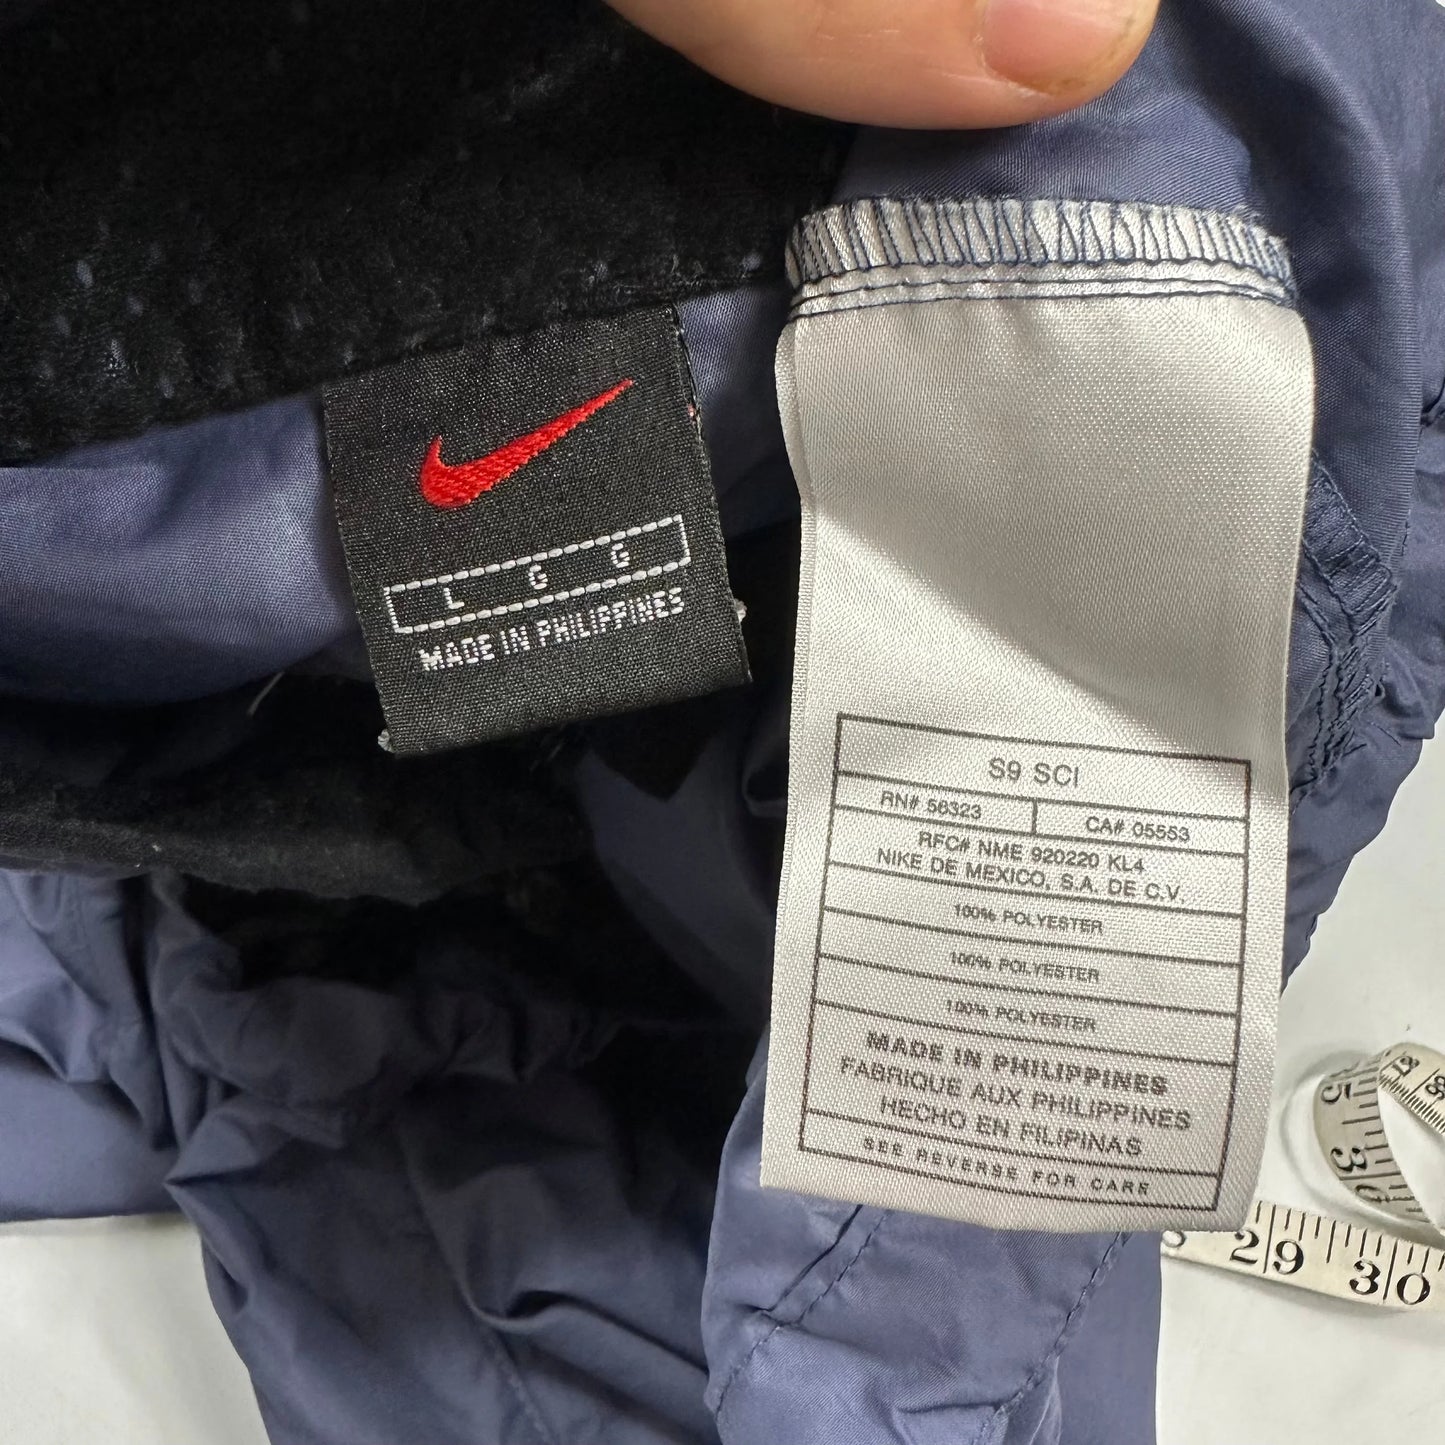 L G G
MADE IN PHILIPPINES
S9 SCI
RN# 56323
CA# 05553
RFC# NME 920220 KL4
NIKE DE MEXICO, S.A. DE C.V.
100% POLYESTER
100% POLYESTER
100% POLYESTER
MADE IN PHILIPPINES
FABRIQUE AUX PHILIPPINES
HECHO EN FILIPINAS
SEE REVERSE FOR CARE
29 30